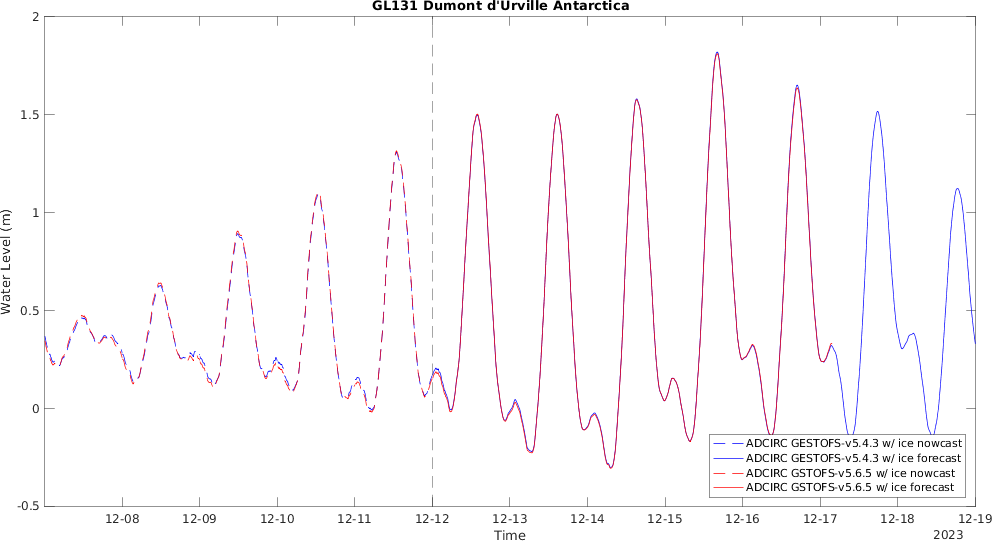 GL131 Dumont d'Urville Antarctica
2
1.5
1
0.5
0
-0.5
Water Level (m)
ADCIRC GESTOFS-v5.4.3 w/ ice nowcast
ADCIRC GESTOFS-v5.4.3 w/ ice forecast
ADCIRC GSTOFS-v5.6.5 w/ ice nowcast
ADCIRC GSTOFS-v5.6.5 w/ ice forecast
12-08 12-09 12-10 12-11 12-12 12-13 12-14 12-15 12-16 12-17 12-18 12-19
Time
2023